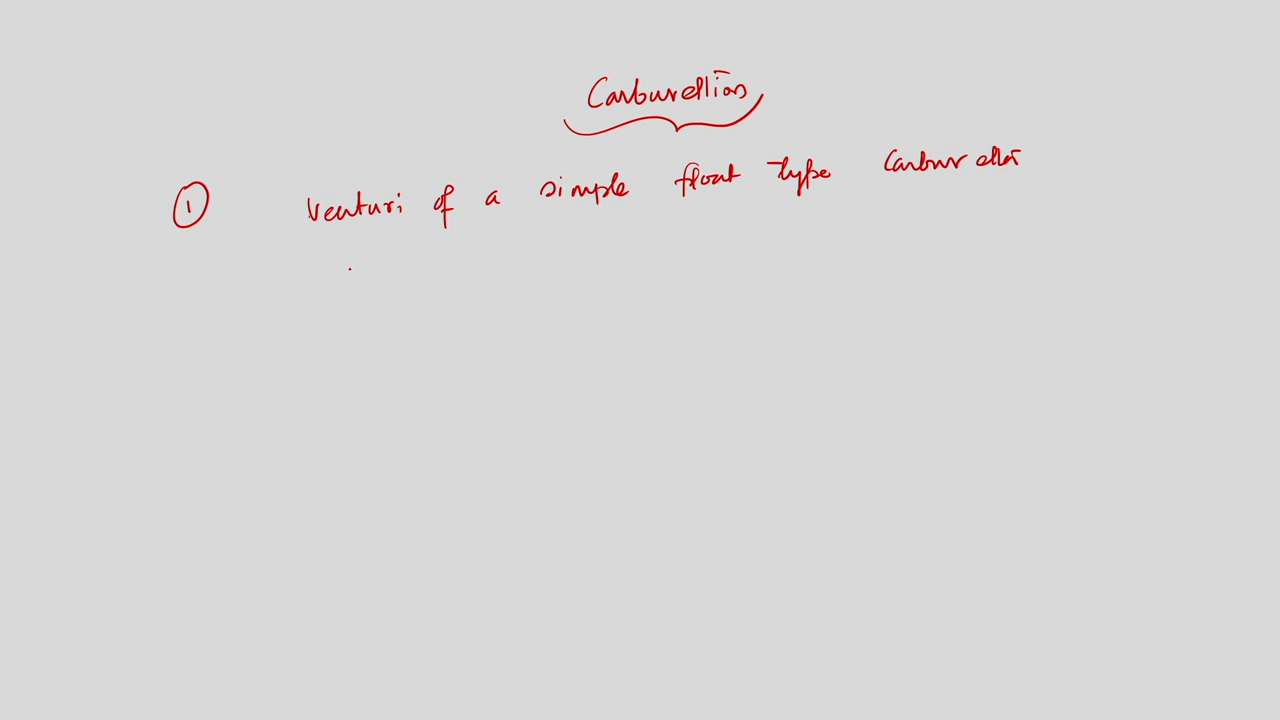 Carburettion
① Venturi of a simple float type Carburettor